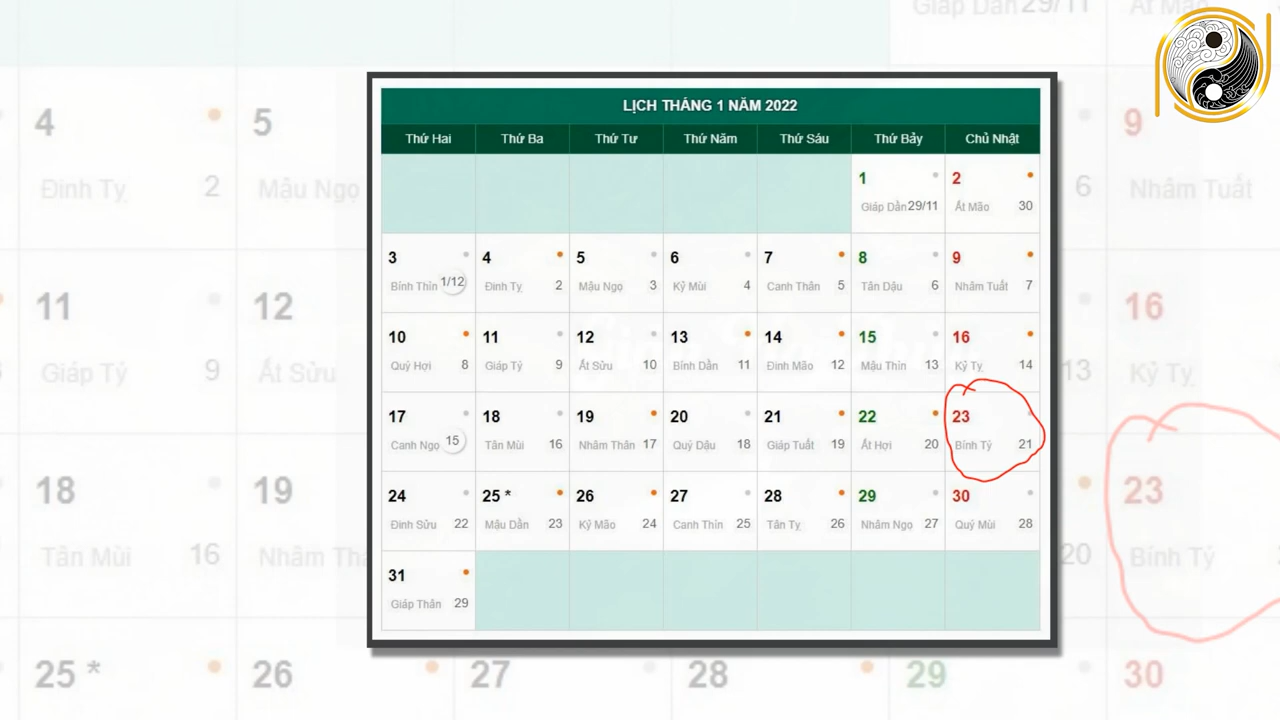 LỊCH THÁNG 1 NĂM 2022
Thứ Hai Thứ Ba Thứ Tư Thứ Năm Thứ Sáu Thứ Bảy Chủ Nhật
1 2
Giáp Dần 29/11 Ất Mão 30
3 4 5 6 7 8 9
Bính Thìn 1/12 Đinh Tỵ 2 Mậu Ngọ 3 Kỷ Mùi 4 Canh Thân 5 Tân Dậu 6 Nhâm Tuất 7
10 11 12 13 14 15 16
Quý Hợi 8 Giáp Tý 9 Ất Sửu 10 Bính Dần 11 Đinh Mão 12 Mậu Thìn 13 Kỷ Tỵ 14
17 18 19 20 21 22 23
Canh Ngọ 15 Tân Mùi 16 Nhâm Thân 17 Quý Dậu 18 Giáp Tuất 19 Ất Hợi 20 Bính Tý 21
24 25 * 26 27 28 29 30
Đinh Sửu 22 Mậu Dần 23 Kỷ Mão 24 Canh Thìn 25 Tân Tỵ 26 Nhâm Ngọ 27 Quý Mùi 28
31
Giáp Thân 29